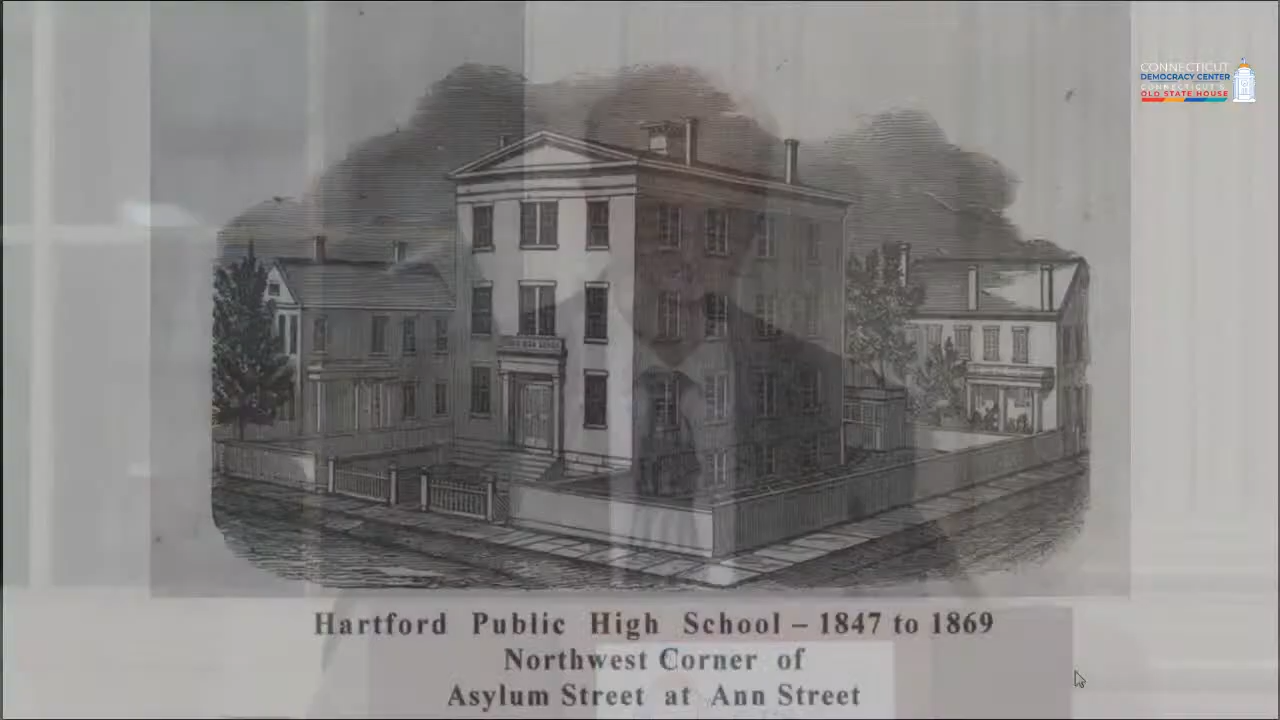 CONNECTICUT
DEMOCRACY CENTER
CONNECTICUT'S
OLD STATE HOUSE
Hartford Public High School – 1847 to 1869
Northwest Corner of
Asylum Street at Ann Street